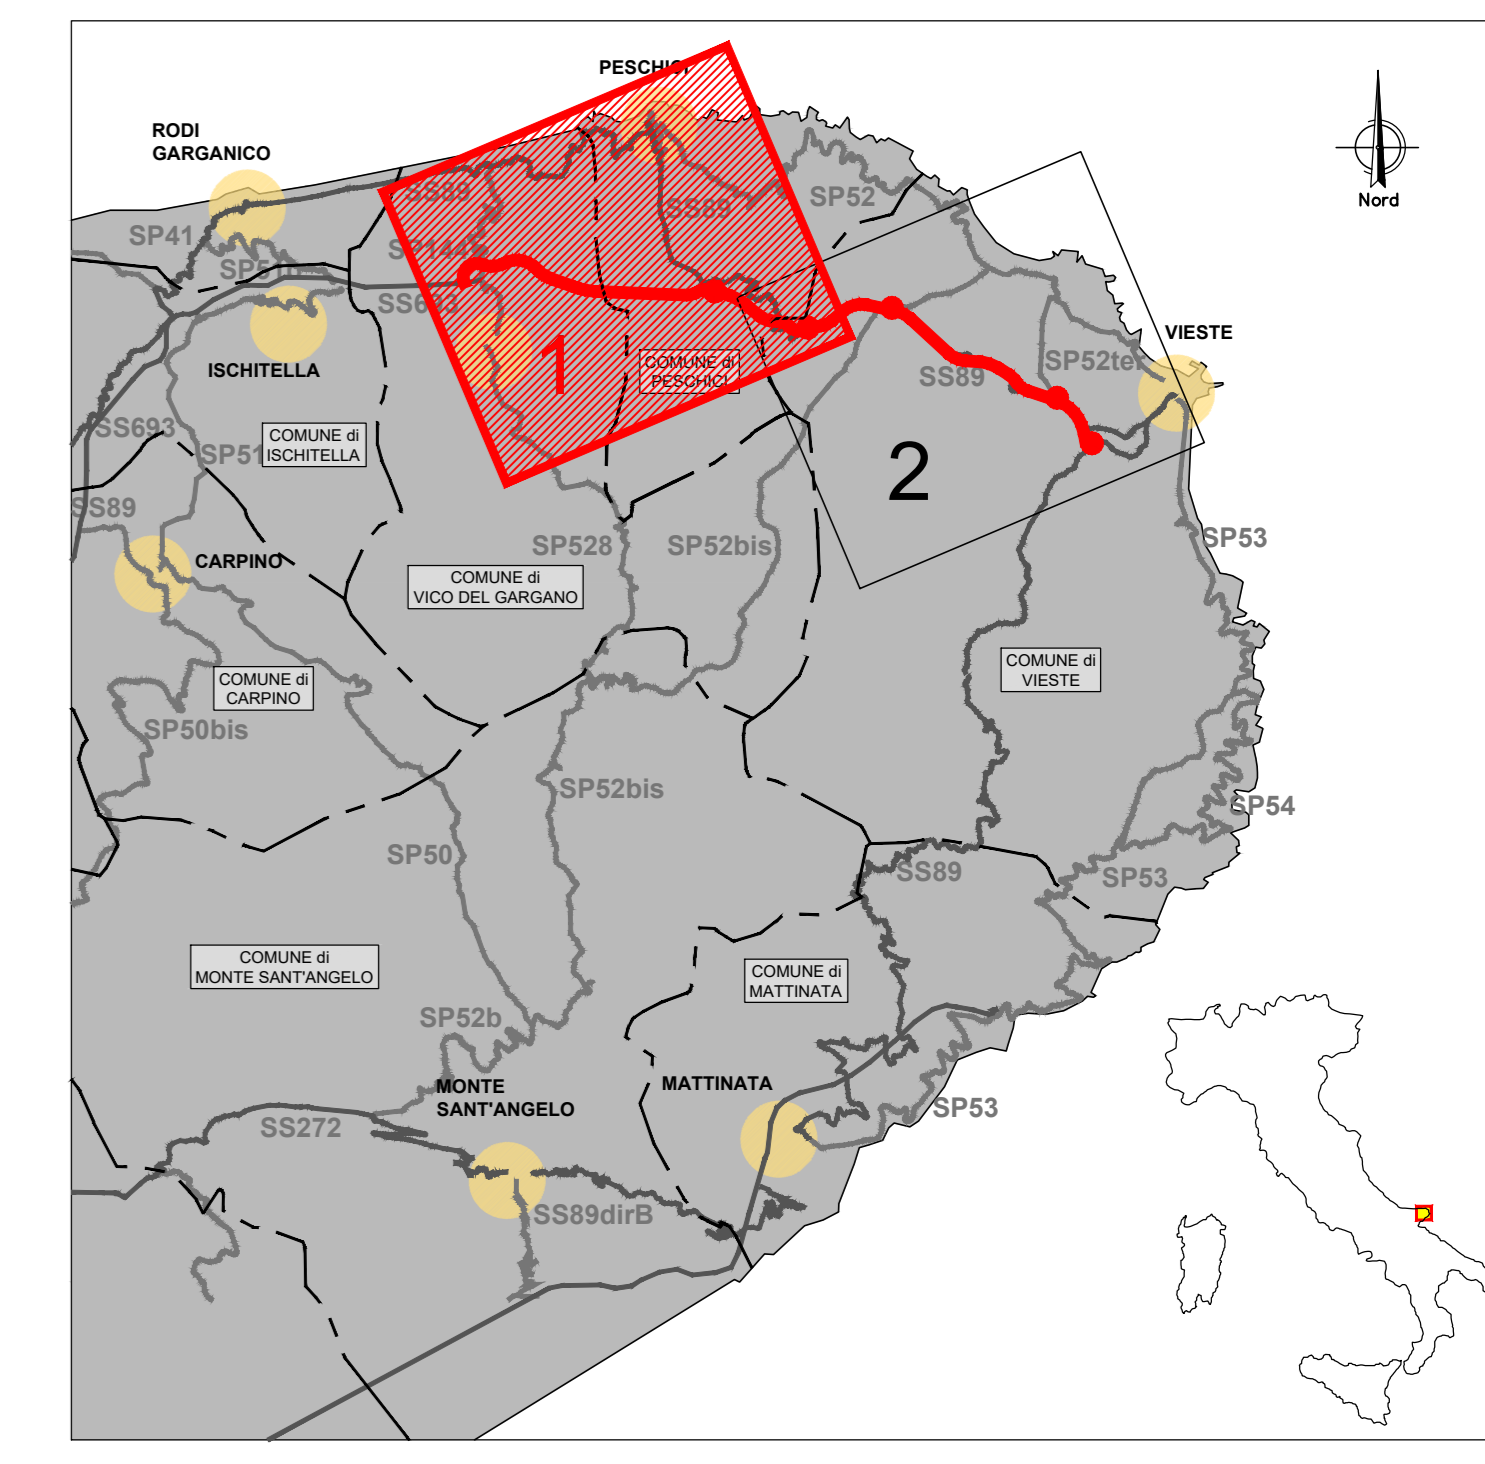 PESCHICI
RODI
GARGANICO
Nord
SS89
SP52
SS89
SP41
SP144
SS693
ISCHITELLA
1
COMUNE di
PESCHICI
SS89
SP52ter
VIESTE
SS693
COMUNE di
ISCHITELLA
SP51
2
SS89
CARPINO
SP528
SP52bis
SP53
COMUNE di
VICO DEL GARGANO
COMUNE di
CARPINO
COMUNE di
VIESTE
SP50bis
SP52bis
SP54
SP50
SS89
SP53
COMUNE di
MONTE SANT'ANGELO
COMUNE di
MATTINATA
SP52b
MONTE
SANT'ANGELO
MATTINATA
SP53
SS272
SS89dirB